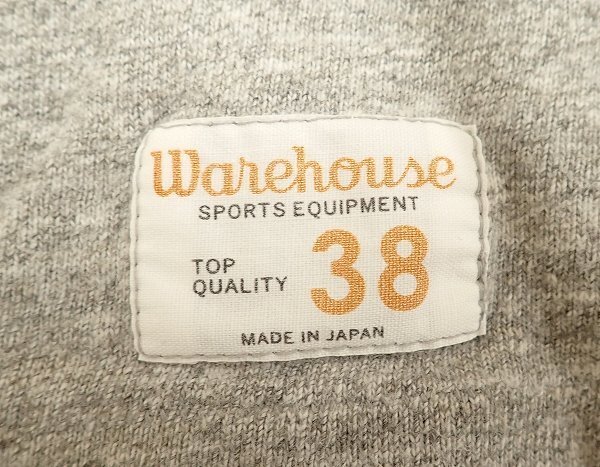 Warehouse
SPORTS EQUIPMENT
TOP
QUALITY
38
MADE IN JAPAN